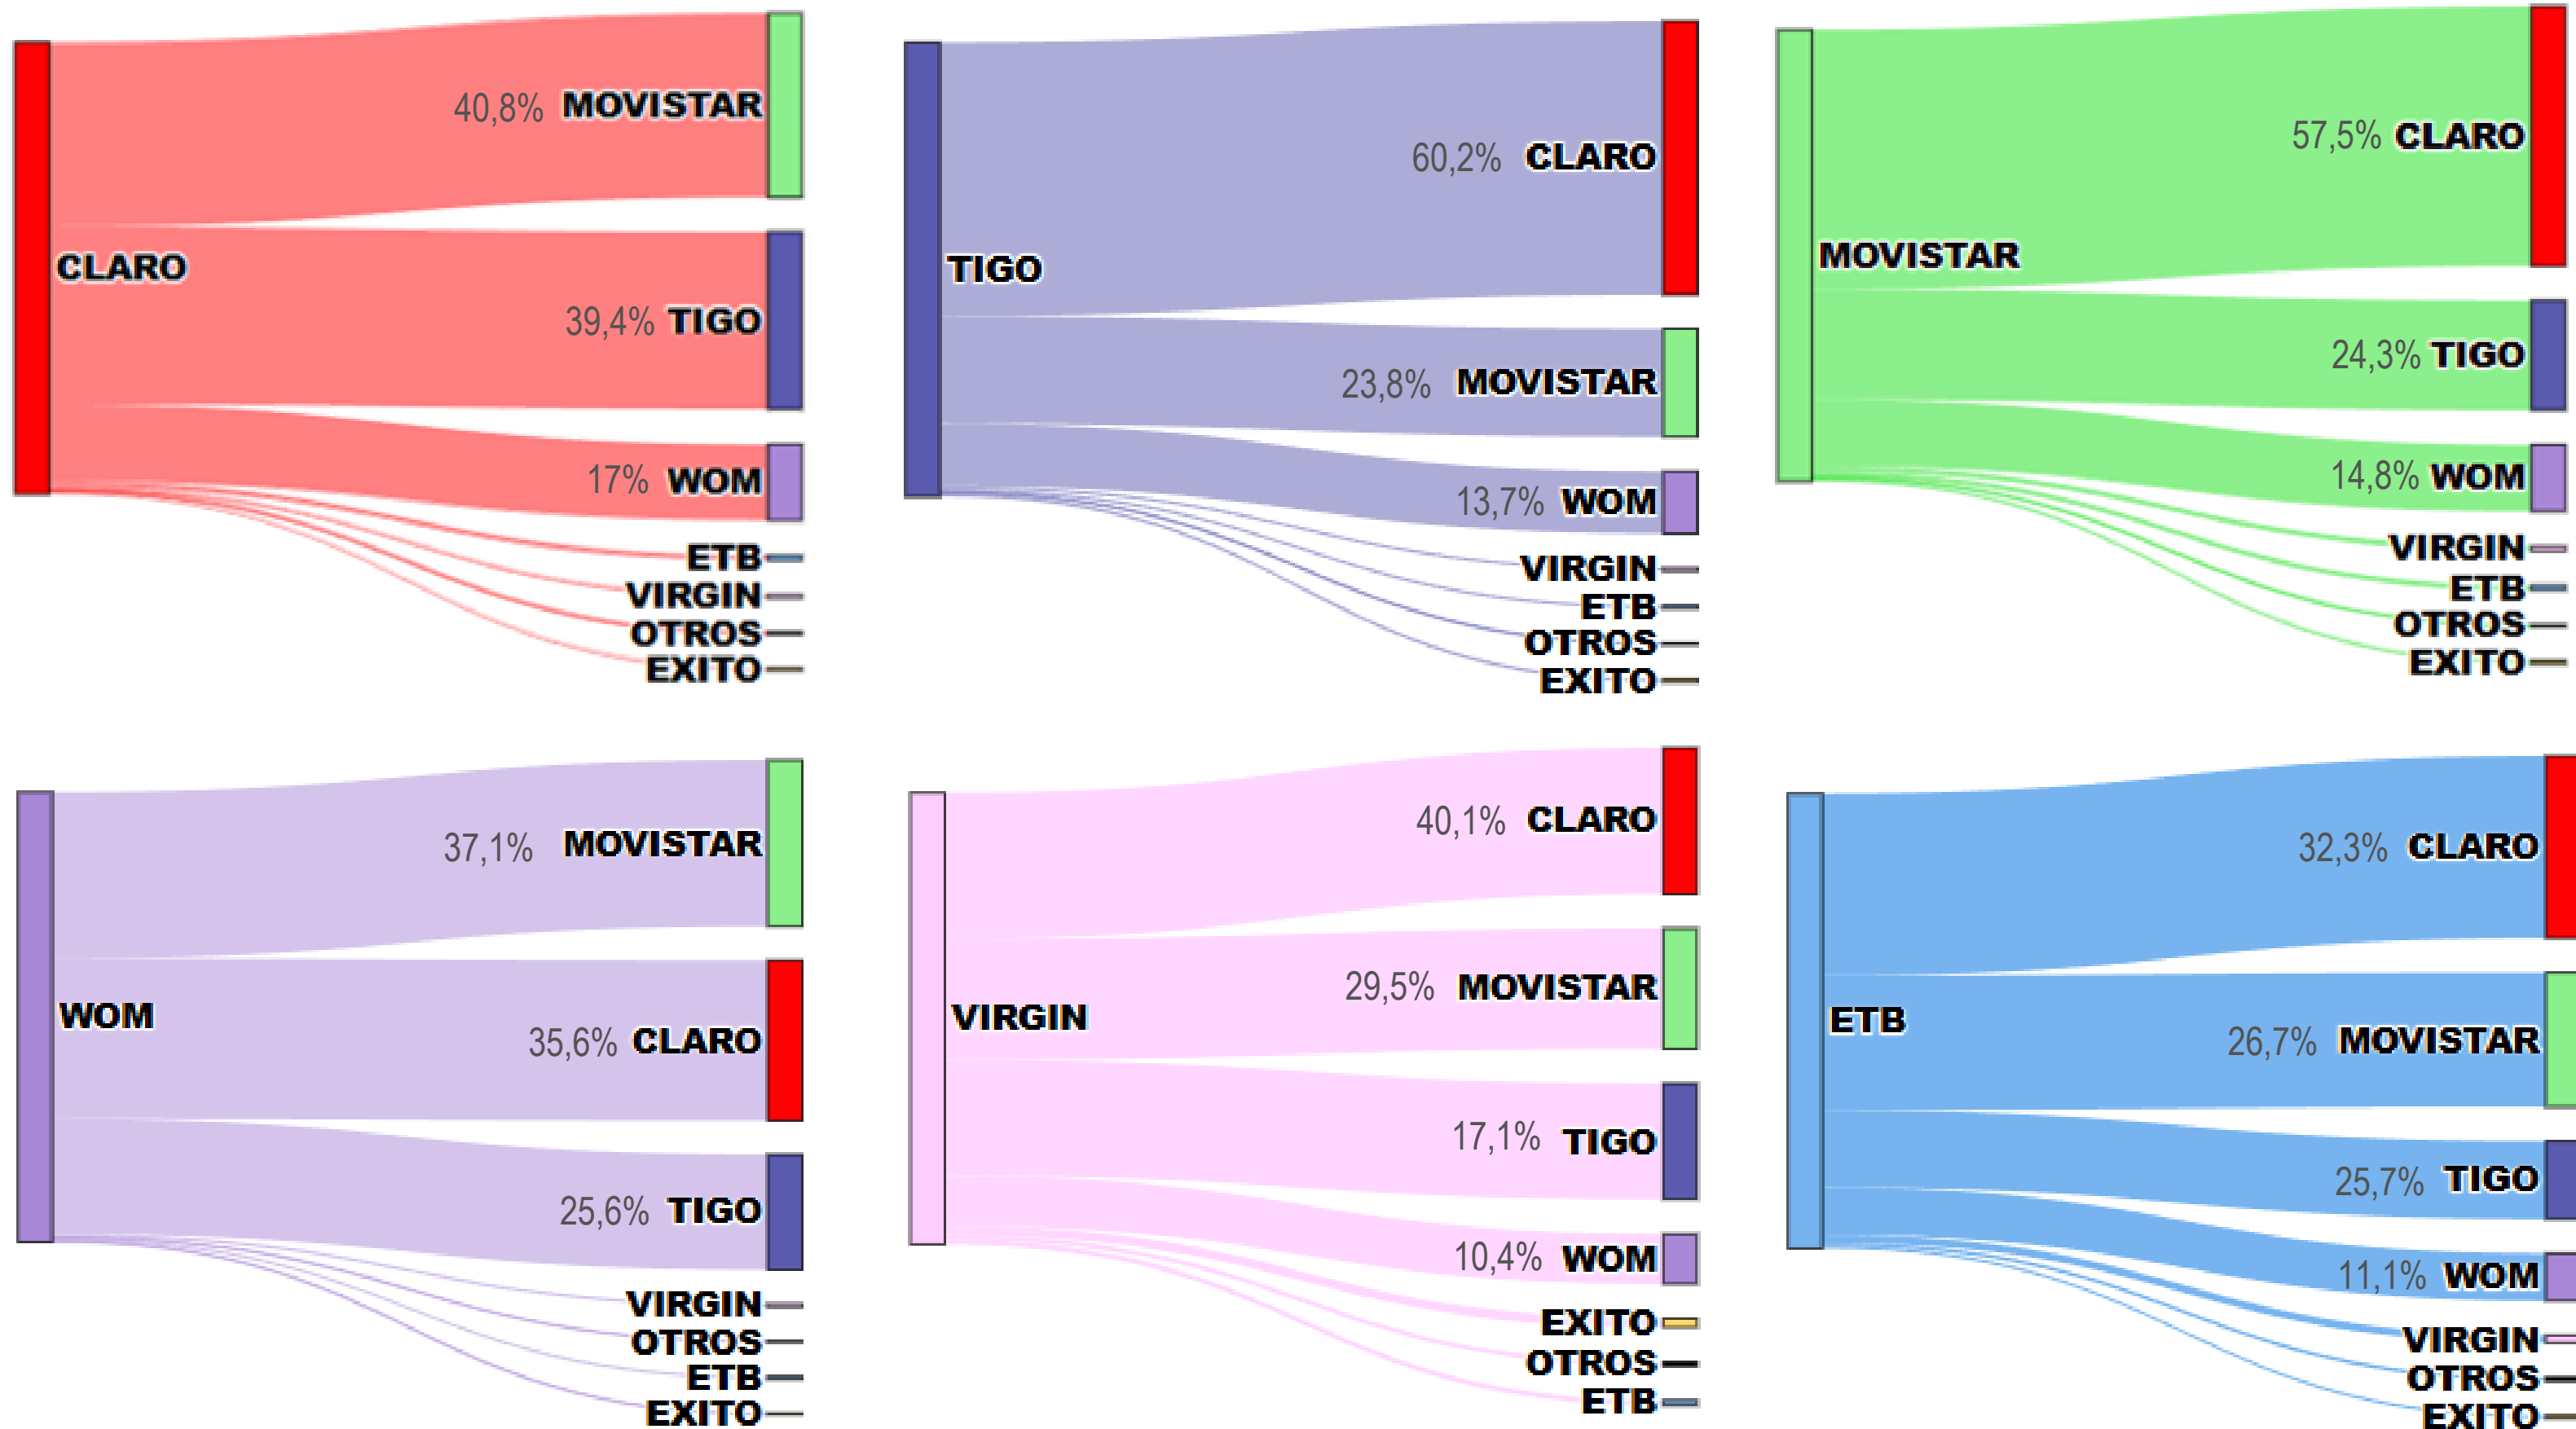 CLARO
40,8% MOVISTAR
39,4% TIGO
17% WOM
ETB
VIRGIN
OTROS
EXITO
TIGO
60,2% CLARO
23,8% MOVISTAR
13,7% WOM
VIRGIN
ETB
OTROS
EXITO
MOVISTAR
57,5% CLARO
24,3% TIGO
14,8% WOM
VIRGIN
ETB
OTROS
EXITO
WOM
37,1% MOVISTAR
35,6% CLARO
25,6% TIGO
VIRGIN
OTROS
ETB
EXITO
VIRGIN
40,1% CLARO
29,5% MOVISTAR
17,1% TIGO
10,4% WOM
EXITO
OTROS
ETB
ETB
32,3% CLARO
26,7% MOVISTAR
25,7% TIGO
11,1% WOM
VIRGIN
OTROS
EXITO